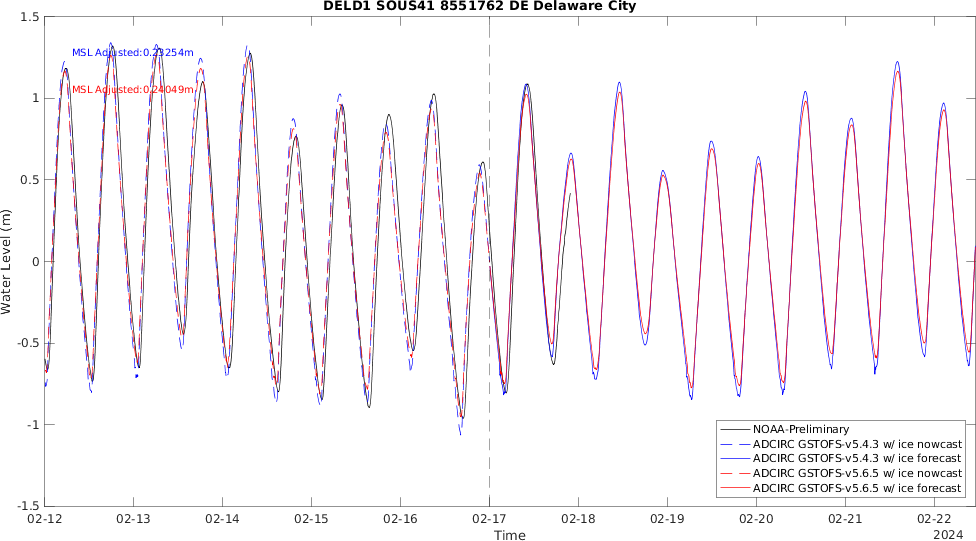 DELD1 SOUS41 8551762 DE Delaware City
1.5
1
0.5
0
-0.5
-1
-1.5
Water Level (m)
MSL Adjusted:0.23254m
MSL Adjusted:0.24049m
NOAA-Preliminary
ADCIRC GSTOFS-v5.4.3 w/ ice nowcast
ADCIRC GSTOFS-v5.4.3 w/ ice forecast
ADCIRC GSTOFS-v5.6.5 w/ ice nowcast
ADCIRC GSTOFS-v5.6.5 w/ ice forecast
02-12 02-13 02-14 02-15 02-16 02-17 02-18 02-19 02-20 02-21 02-22
Time
2024